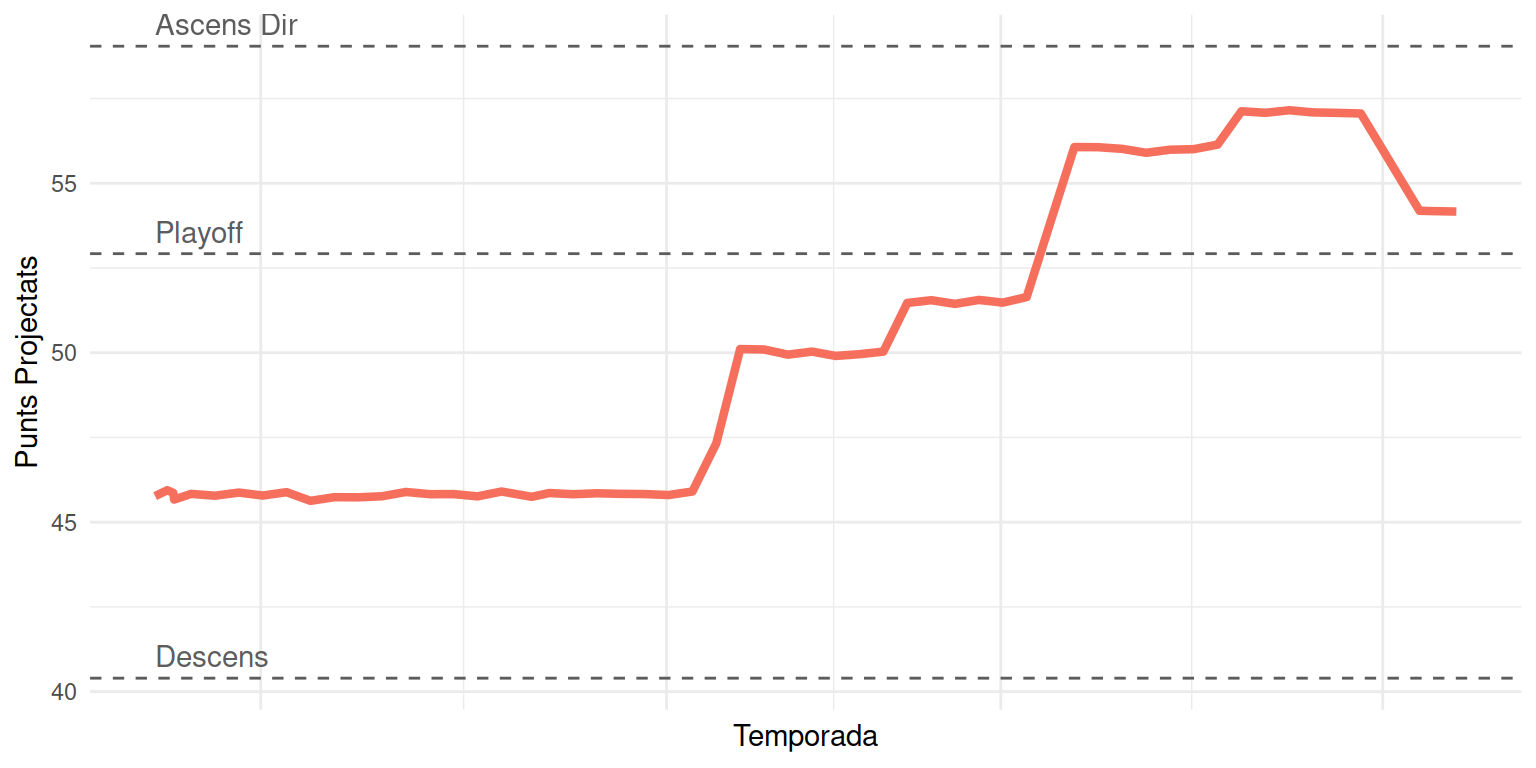 Ascens Dir
55
Playoff
50
45
Descens
40
Punts Projectats
Temporada